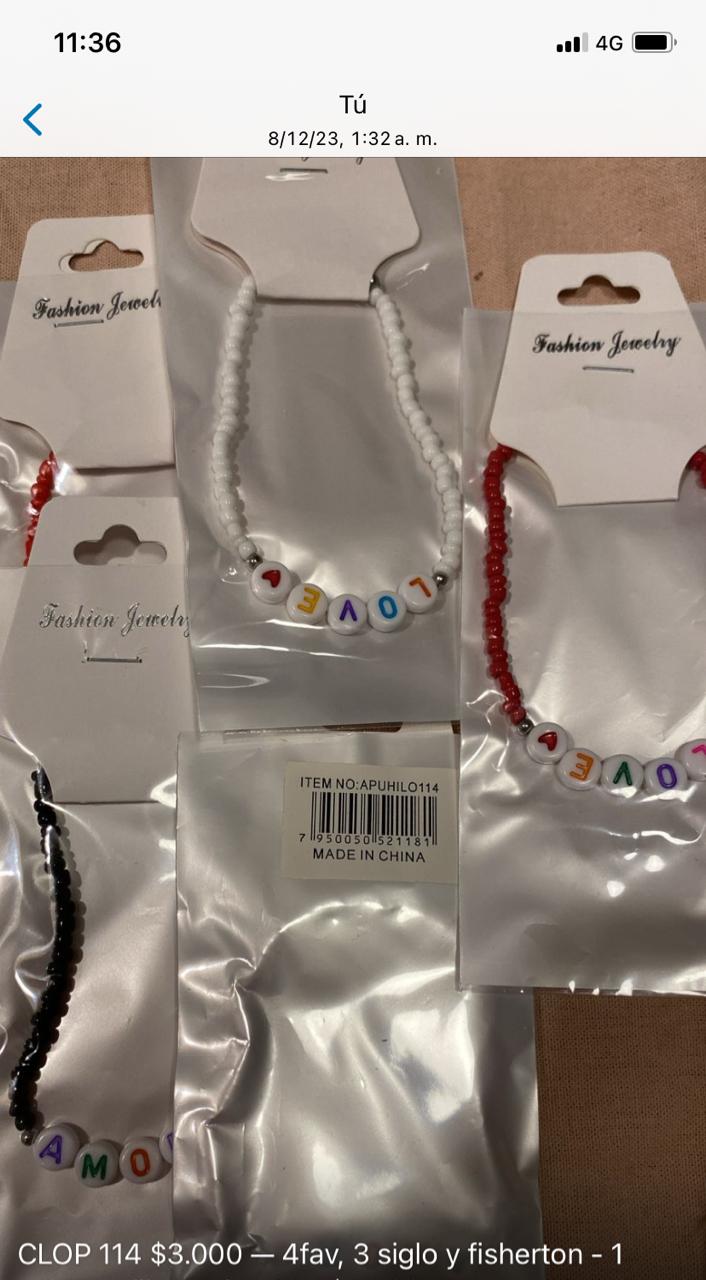 11:36
4G
Tú
8/12/23, 1:32 a. m.
Fashion Jewel
Fashion Jewelry
Fashion Jewelry
LOVE
LOVE
ITEM NO:APUHILO114
7 950050 521181
MADE IN CHINA
AMO
CLOP 114 $3.000 — 4fav, 3 siglo y fisherton - 1